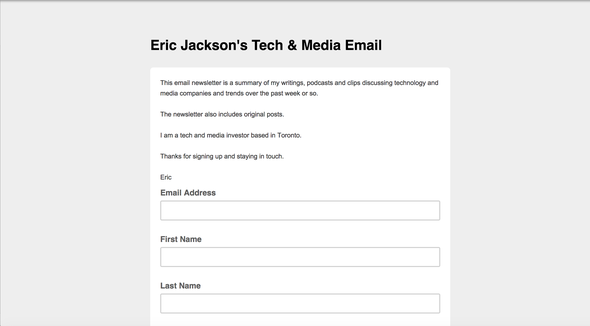 Eric Jackson's Tech & Media Email
This email newsletter is a summary of my writings, podcasts and clips discussing technology and
media companies and trends over the past week or so.
The newsletter also includes original posts.
I am a tech and media investor based in Toronto.
Thanks for signing up and staying in touch.
Eric
Email Address
First Name
Last Name